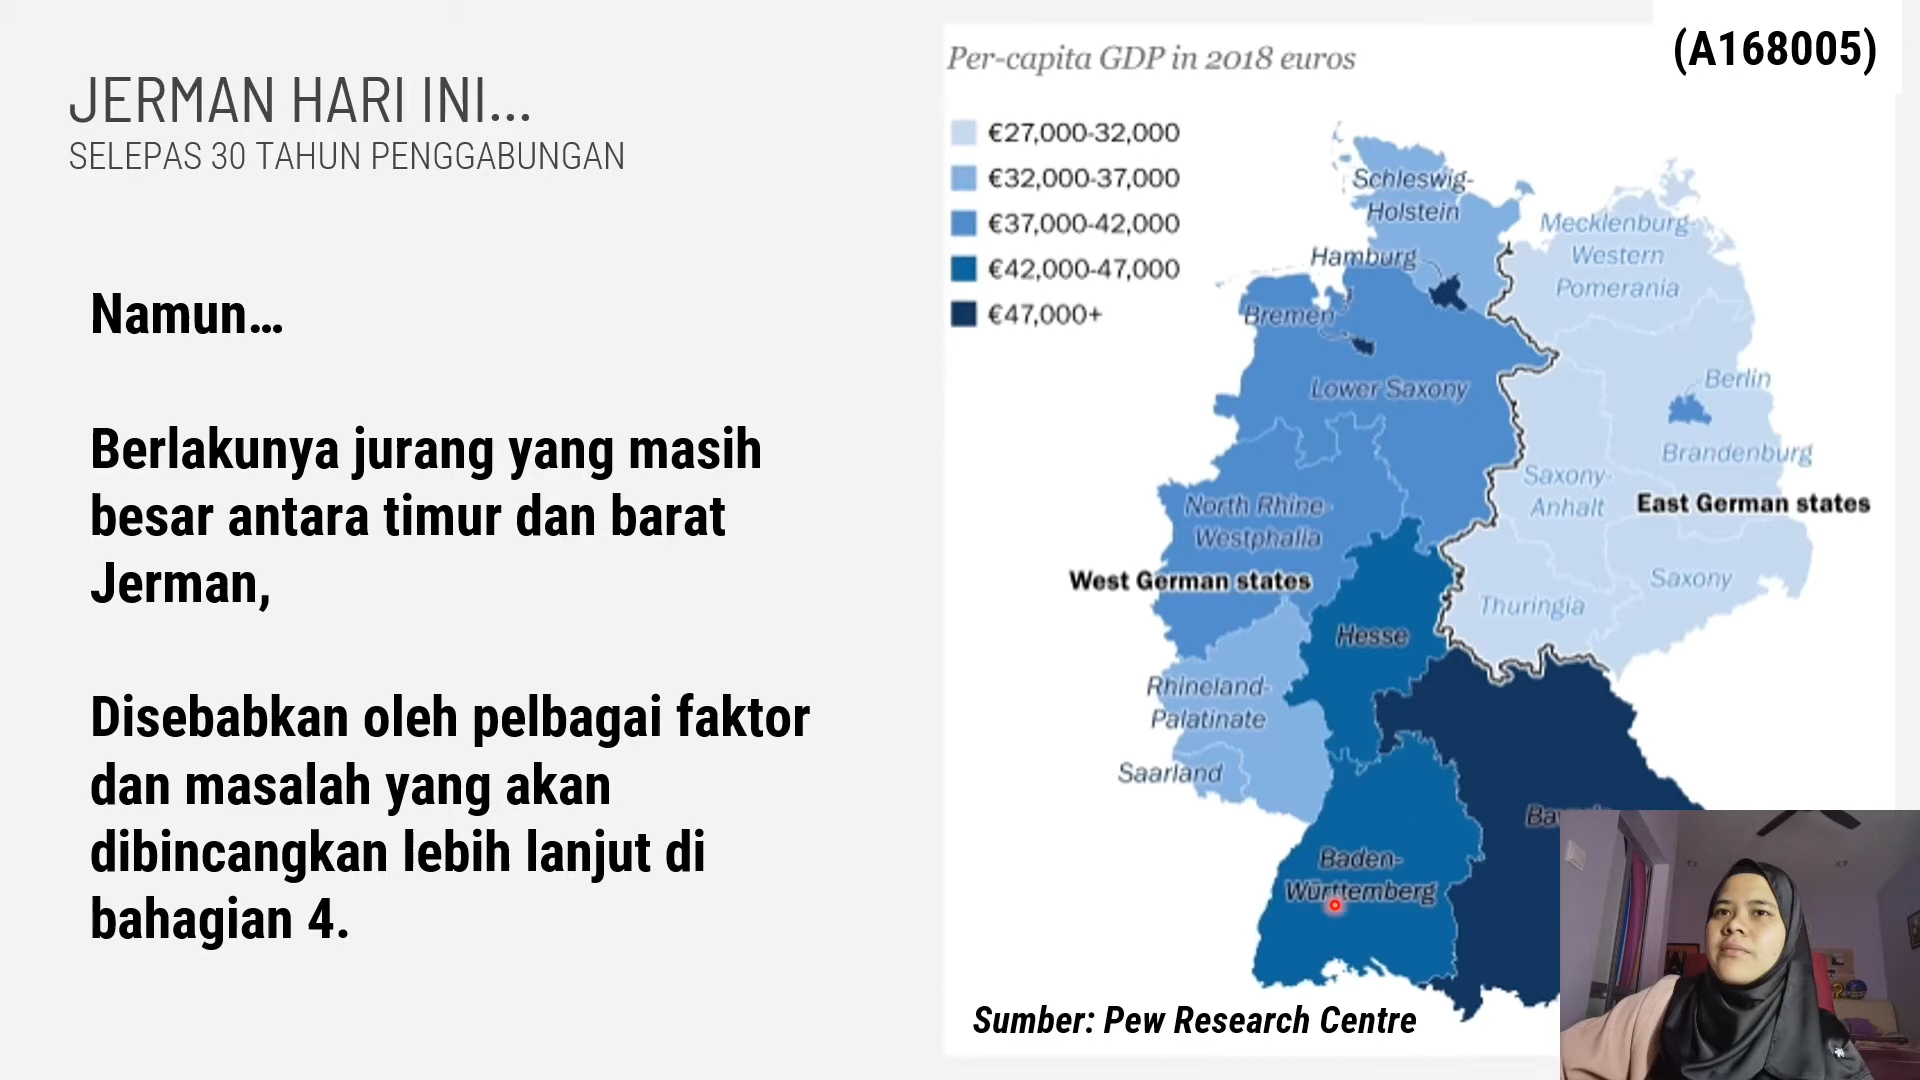 JERMAN HARI INI...
SELEPAS 30 TAHUN PENGGABUNGAN
Namun...
Berlakunya jurang yang masih
besar antara timur dan barat
Jerman,
Disebabkan oleh pelbagai faktor
dan masalah yang akan
dibincangkan lebih lanjut di
bahagian 4.
(A168005)
Per-capita GDP in 2018 euros
€27,000-32,000
€32,000-37,000
€37,000-42,000
€42,000-47,000
€47,000+
Schleswig-
Holstein
Hamburg
Mecklenburg-
Western
Pomerania
Bremen
Lower Saxony
Berlin
Brandenburg
Saxony-
Anhalt
East German states
North Rhine-
Westphalia
West German states
Saxony
Thuringia
Hesse
Rhineland-
Palatinate
Saarland
Baden-
Württemberg
Sumber: Pew Research Centre